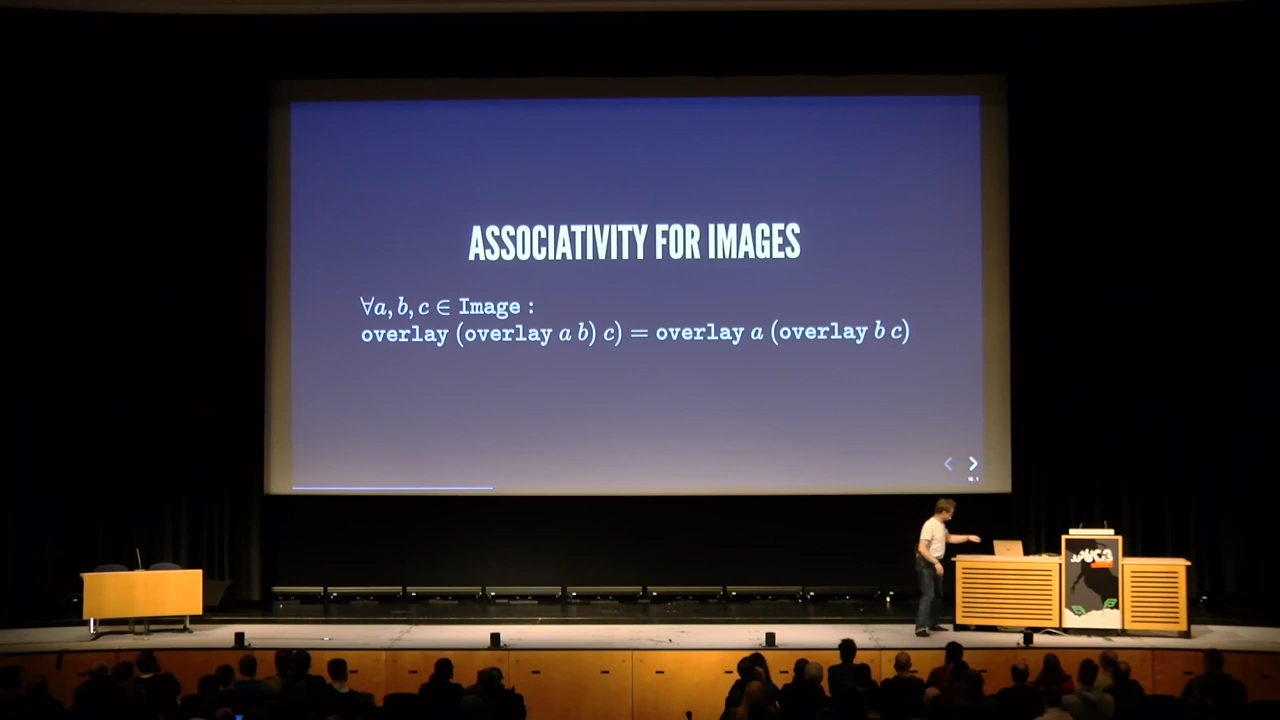 ASSOCIATIVITY FOR IMAGES
∀a, b, c ∈ Image :
overlay (overlay a b) c) = overlay a (overlay b c)